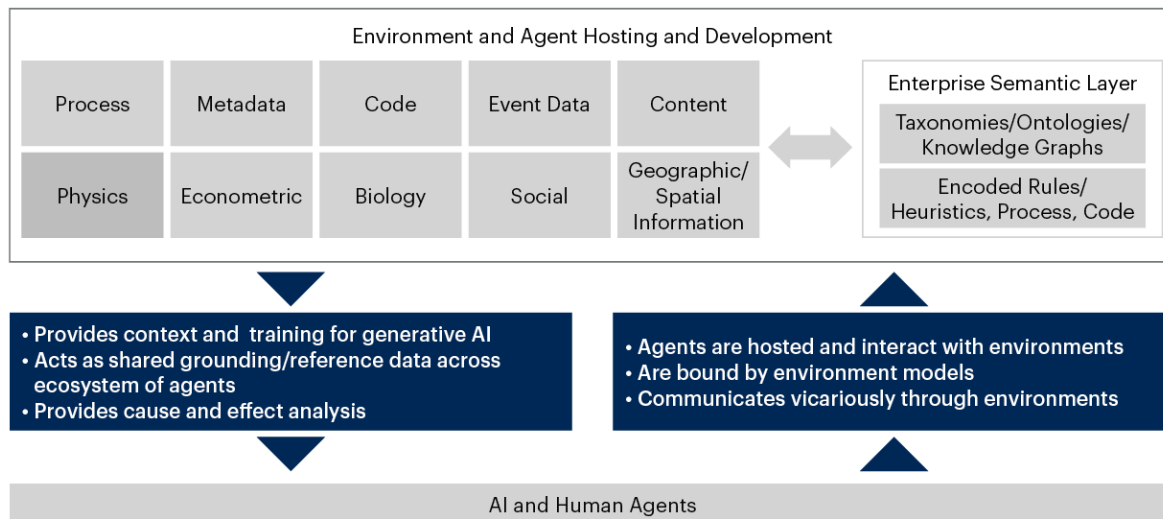 Environment and Agent Hosting and Development
Process
Metadata
Code
Event Data
Content
Physics
Econometric
Biology
Social
Geographic/
Spatial
Information
Enterprise Semantic Layer
Taxonomies/Ontologies/
Knowledge Graphs
Encoded Rules/
Heuristics, Process, Code
• Provides context and training for generative AI
• Acts as shared grounding/reference data across
ecosystem of agents
• Provides cause and effect analysis
• Agents are hosted and interact with environments
• Are bound by environment models
• Communicates vicariously through environments
AI and Human Agents